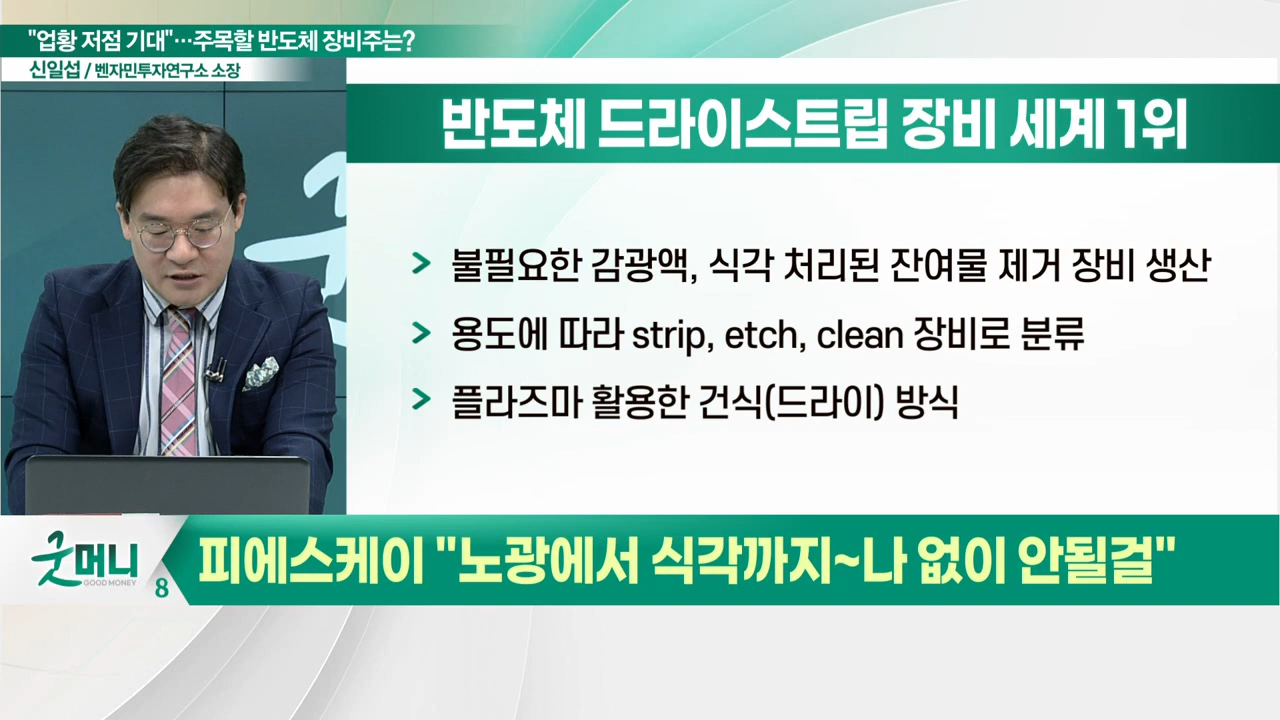 "업황 저점 기대"…주목할 반도체 장비주는?
신일섭 / 벤자민투자연구소 소장
반도체 드라이스트립 장비 세계 1위
> 불필요한 감광액, 식각 처리된 잔여물 제거 장비 생산
> 용도에 따라 strip, etch, clean 장비로 분류
> 플라즈마 활용한 건식(드라이) 방식
굿머니
GOOD MONEY
8
피에스케이 "노광에서 식각까지~나 없이 안될걸"